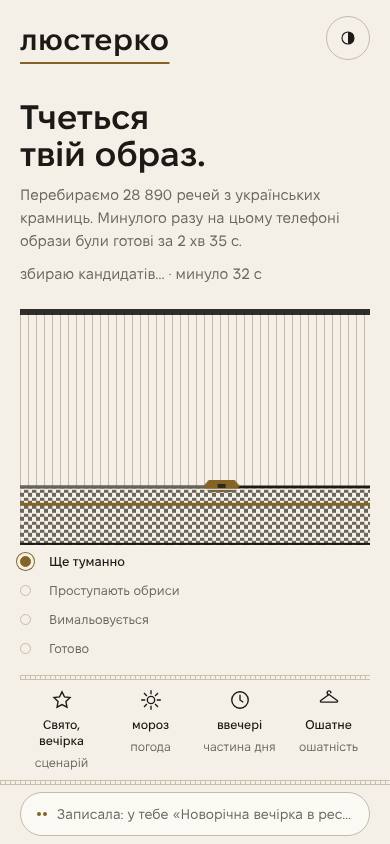 люстерко
Тчеться
твій образ.
Перебираємо 28 890 речей з українських
крамниць. Минулого разу на цьому телефоні
образи були готові за 2 хв 35 с.
збираю кандидатів… · минуло 32 с
Ще туманно
Проступають обриси
Вимальовується
Готово
Свято,
вечірка
сценарій
мороз
погода
ввечері
частина дня
Ошатне
ошатність
Записала: у тебе «Новорічна вечірка в рес…